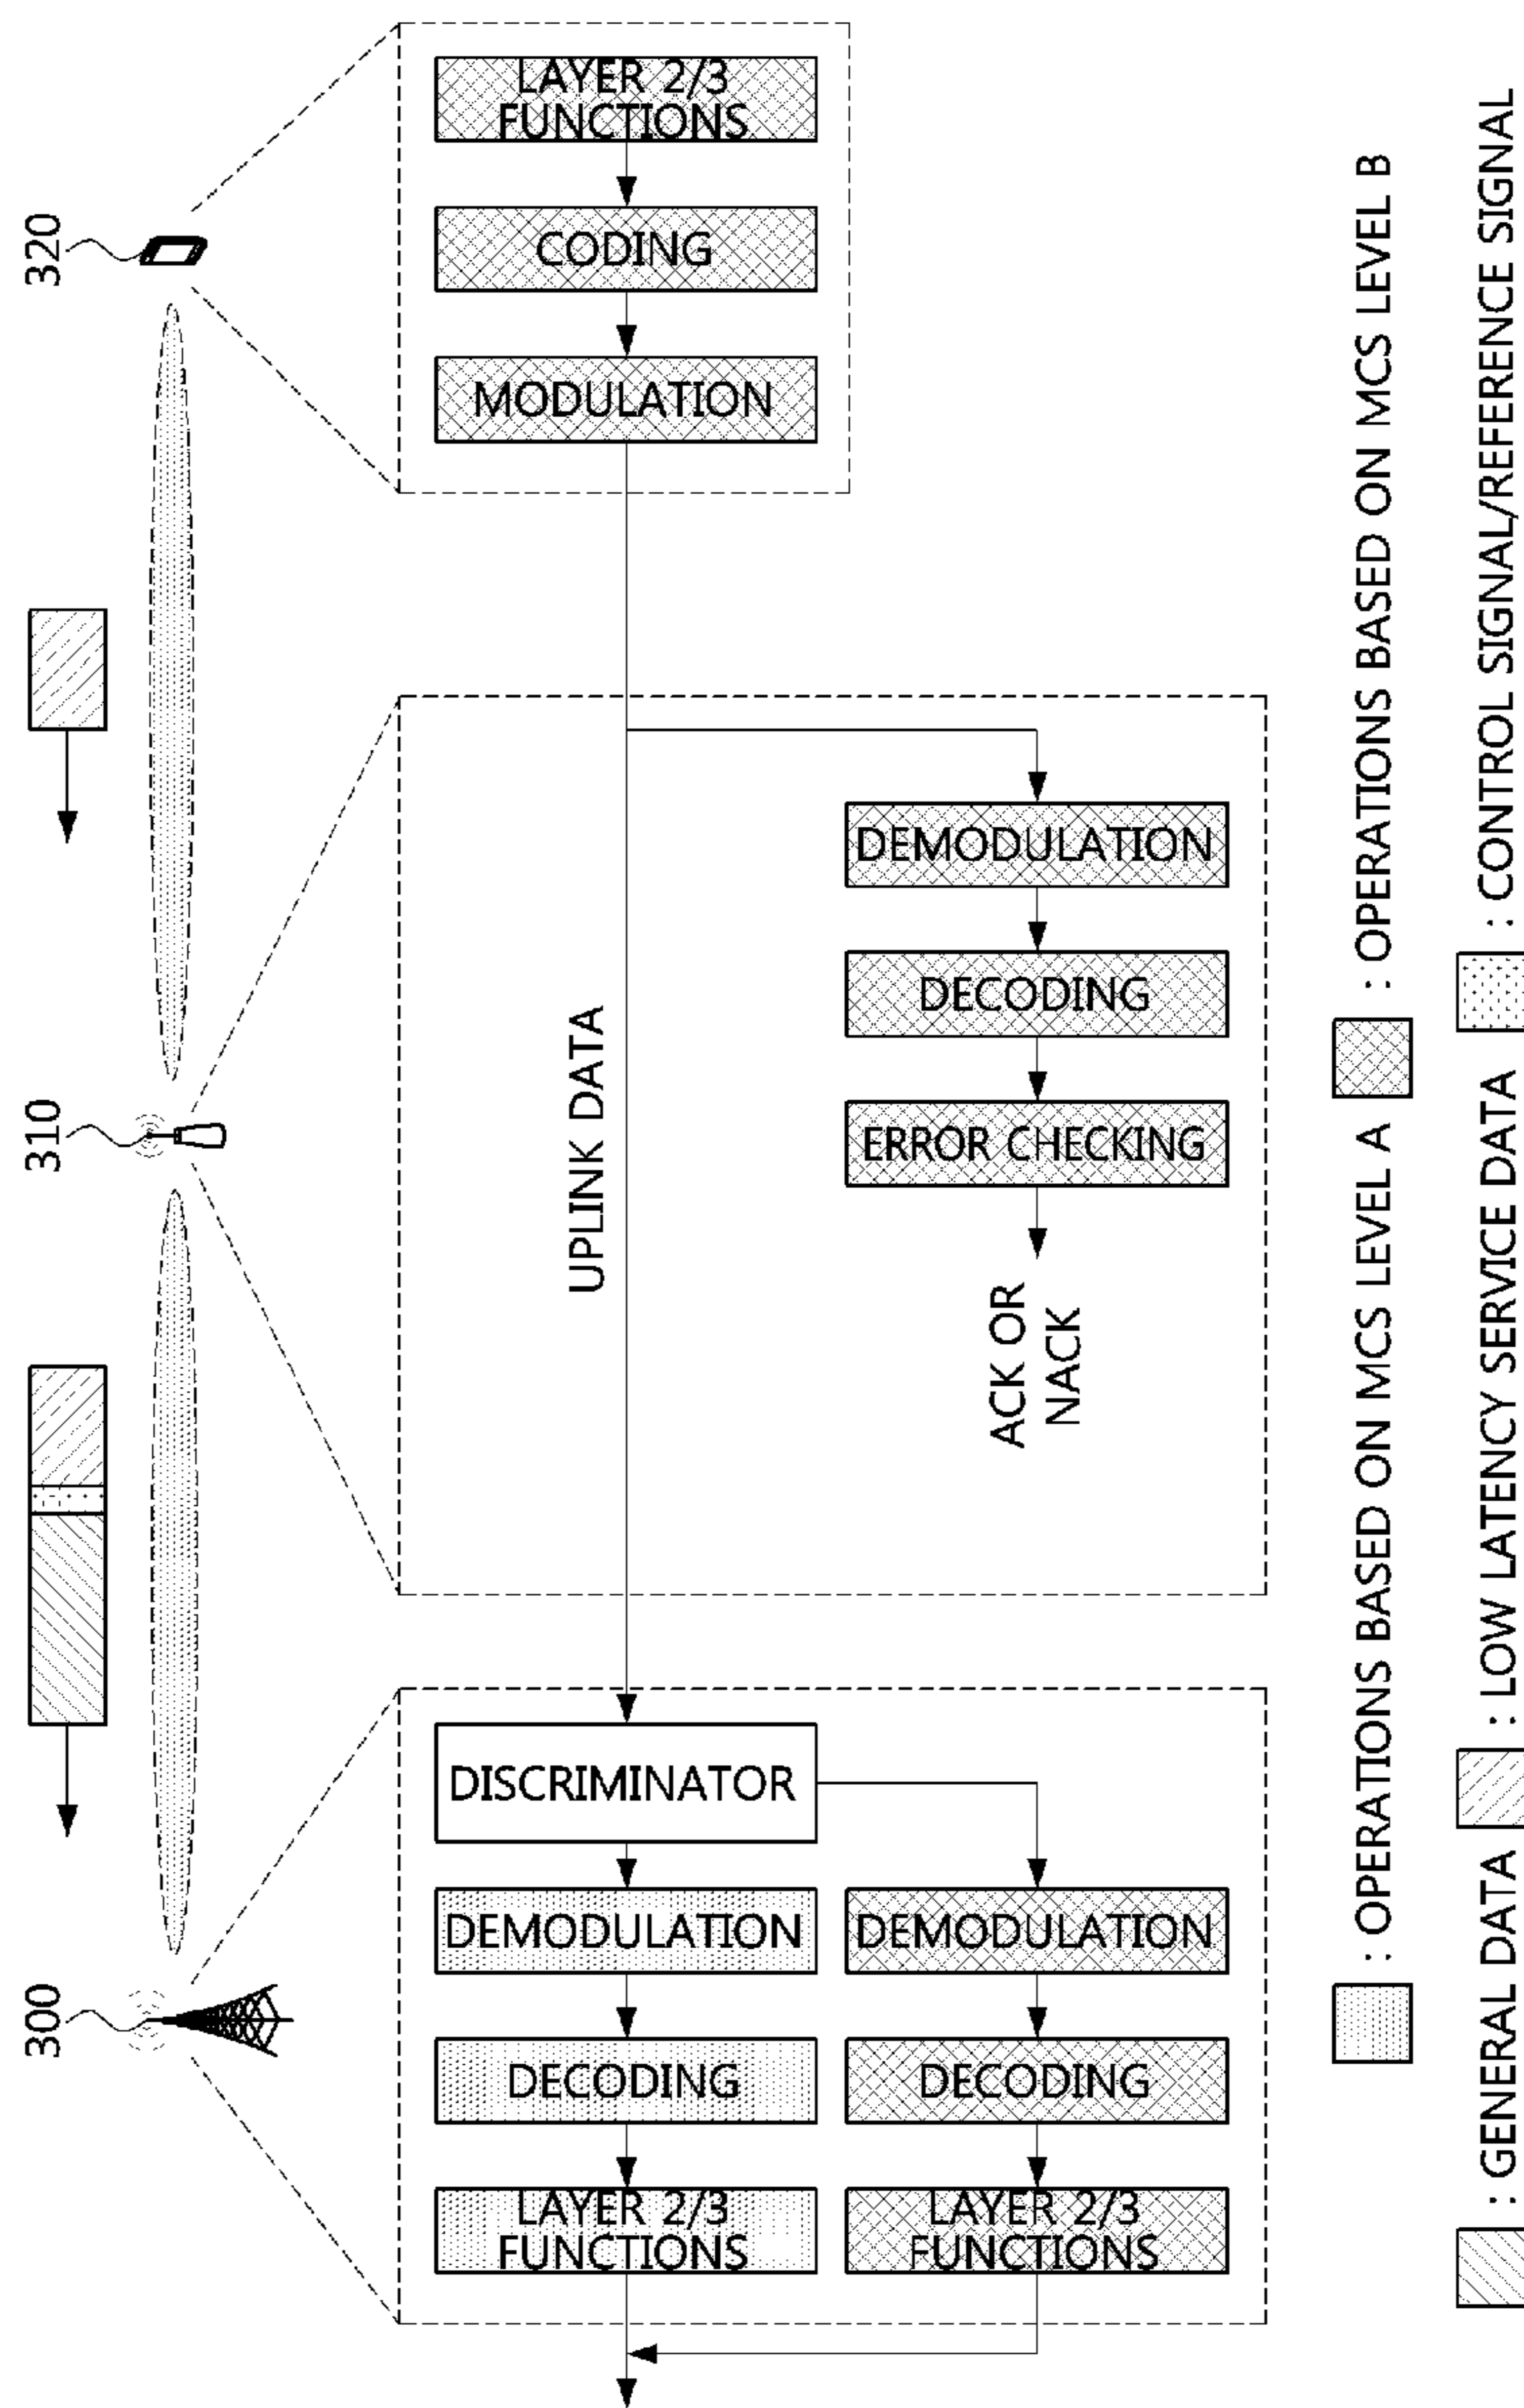 300
310
320
DISCRIMINATOR
DEMODULATION
DECODING
LAYER 2/3
FUNCTIONS
DEMODULATION
DECODING
LAYER 2/3
FUNCTIONS
UPLINK DATA
DEMODULATION
DECODING
ERROR CHECKING
ACK OR
NACK
LAYER 2/3
FUNCTIONS
CODING
MODULATION
: OPERATIONS BASED ON MCS LEVEL A
: OPERATIONS BASED ON MCS LEVEL B
: GENERAL DATA
: LOW LATENCY SERVICE DATA
: CONTROL SIGNAL/REFERENCE SIGNAL